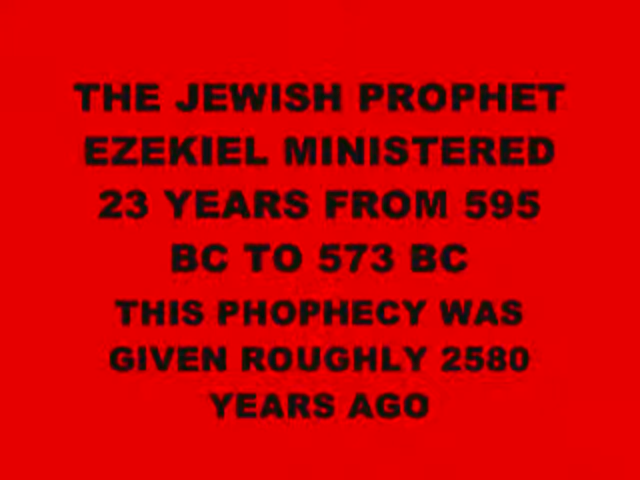 THE JEWISH PROPHET
EZEKIEL MINISTERED
23 YEARS FROM 595
BC TO 573 BC
THIS PHOPHECY WAS
GIVEN ROUGHLY 2580
YEARS AGO